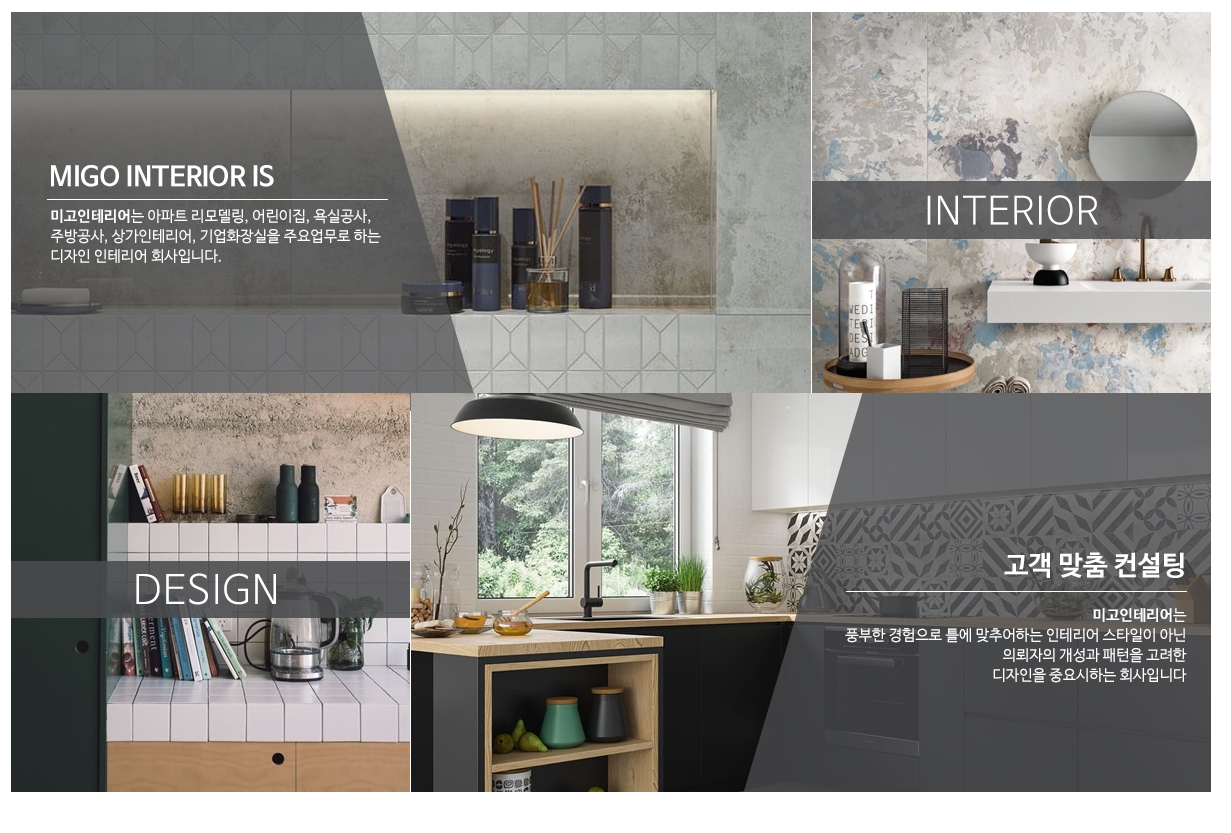 MIGO INTERIOR IS
미고인테리어는 아파트 리모델링, 어린이집, 욕실공사,
주방공사, 상가인테리어, 기업화장실을 주요업무로 하는
디자인 인테리어 회사입니다.
INTERIOR
DESIGN
고객 맞춤 컨설팅
미고인테리어는
풍부한 경험으로 틀에 맞추어하는 인테리어 스타일이 아닌
의뢰자의 개성과 패턴을 고려한
디자인을 중요시하는 회사입니다